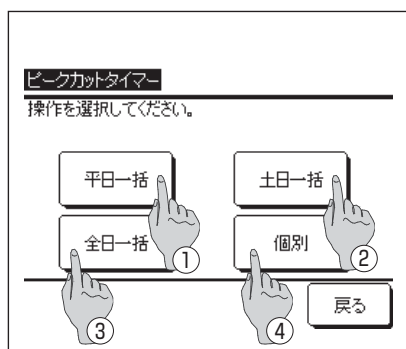 ピークカットタイマー
操作を選択してください。
平日一括
土日一括
①
②
全日一括
個別
③
④
戻る